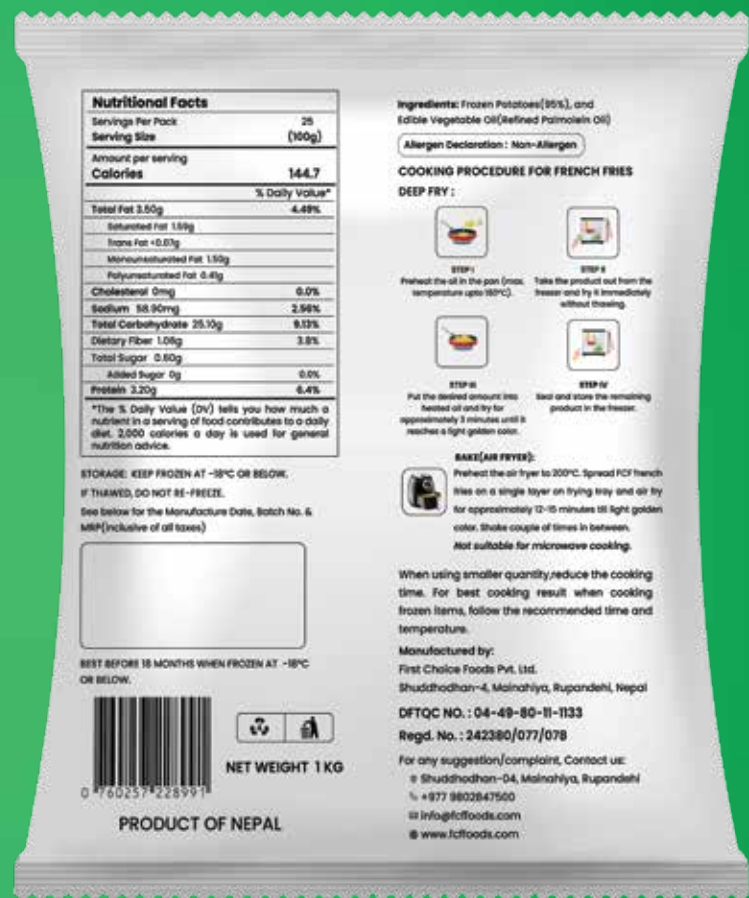 Nutritional Facts
Servings Per Pack 25
Serving Size (100g)
Amount per serving
Calories 144.7
% Daily Value*
Total Fat 3.50g 4.49%
Saturated Fat 1.59g
Trans Fat <0.07g
Monounsaturated Fat 1.50g
Polyunsaturated Fat 0.41g
Cholesterol 0mg 0.0%
Sodium 58.90mg 2.56%
Total Carbohydrate 25.10g 9.13%
Dietary Fiber 1.06g 3.8%
Total Sugar 0.60g
Added Sugar 0g 0.0%
Protein 3.20g 6.4%
*The % Daily Value (DV) tells you how much a
nutrient in a serving of food contributes to a daily
diet. 2,000 calories a day is used for general
nutrition advice.
STORAGE: KEEP FROZEN AT -18°C OR BELOW.
IF THAWED, DO NOT RE-FREEZE.
See below for the Manufacture Date, Batch No. &
MRP(Inclusive of all taxes)
BEST BEFORE 18 MONTHS WHEN FROZEN AT -18°C
OR BELOW.
0 760257 228991
NET WEIGHT 1 KG
PRODUCT OF NEPAL
Ingredients: Frozen Potatoes(95%), and
Edible Vegetable Oil(Refined Palmolein Oil)
Allergen Declaration : Non-Allergen
COOKING PROCEDURE FOR FRENCH FRIES
DEEP FRY :
STEP I
Preheat the oil in the pan (max.
temperature upto 180°C).
STEP II
Take the product out from the
freezer and fry it immediately
without thawing.
STEP III
Put the desired amount into
heated oil and fry for
approximately 3 minutes until it
reaches a light golden color.
STEP IV
Seal and store the remaining
product in the freezer.
BAKE(AIR FRYER):
Preheat the air fryer to 200°C. Spread FCF french
fries on a single layer on frying tray and air fry
for approximately 12-15 minutes till light golden
color. Shake couple of times in between.
Not suitable for microwave cooking.
When using smaller quantity,reduce the cooking
time. For best cooking result when cooking
frozen items, follow the recommended time and
temperature.
Manufactured by:
First Choice Foods Pvt. Ltd.
Shuddhodhan-4, Mainahiya, Rupandehi, Nepal
DFTQC NO. : 04-49-80-11-1133
Regd. No. : 242380/077/078
For any suggestion/complaint, Contact us:
Shuddhodhan-04, Mainahiya, Rupandehi
+977 9802847500
info@fcffoods.com
www.fcffoods.com